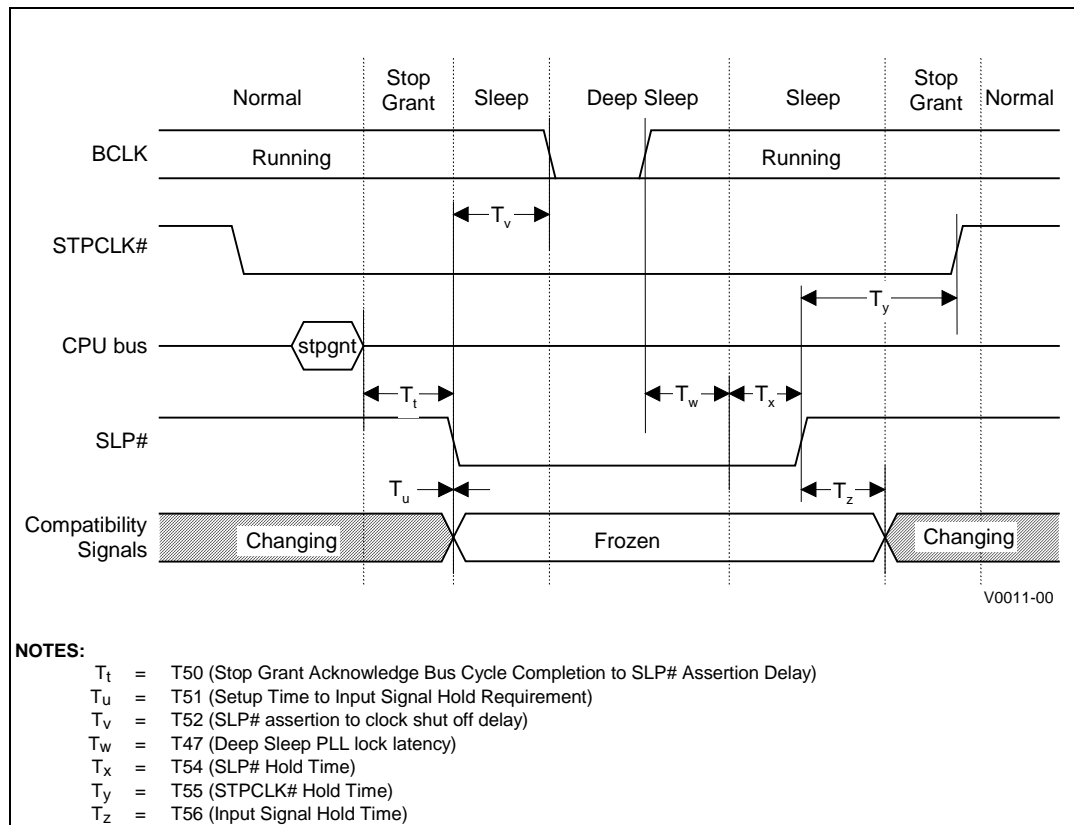 Normal Stop Grant Sleep Deep Sleep Sleep Stop Grant Normal
BCLK Running Running
Tv
STPCLK#
Ty
CPU bus stpgnt
Tt Tw Tx
SLP#
Tu Tz
Compatibility Signals Changing Frozen Changing
V0011-00
NOTES:
Tt = T50 (Stop Grant Acknowledge Bus Cycle Completion to SLP# Assertion Delay)
Tu = T51 (Setup Time to Input Signal Hold Requirement)
Tv = T52 (SLP# assertion to clock shut off delay)
Tw = T47 (Deep Sleep PLL lock latency)
Tx = T54 (SLP# Hold Time)
Ty = T55 (STPCLK# Hold Time)
Tz = T56 (Input Signal Hold Time)